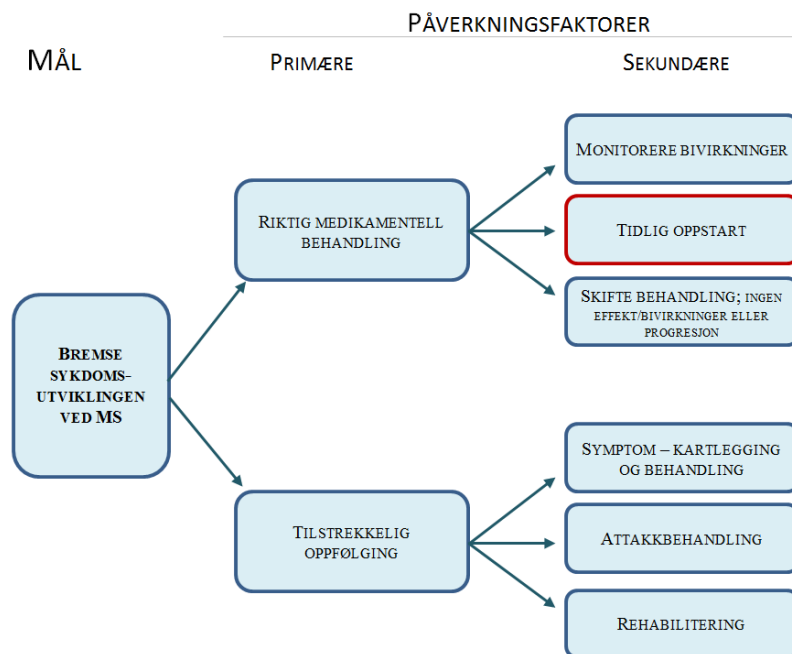 PÅVERKNINGSFAKTORER
MÅL
PRIMÆRE
SEKUNDÆRE
MONITORERE BIVIRKNINGER
RIKTIG MEDIKAMENTELL
BEHANDLING
TIDLIG OPPSTART
SKIFTE BEHANDLING; INGEN
EFFEKT/BIVIRKNINGER ELLER
PROGRESJON
BREMSE
SYKDOMS-
UTVIKLINGEN
VED MS
SYMPTOM – KARTLEGGING
OG BEHANDLING
TILSTREKKELIG
OPPFØLGING
ATTAKKBEHANDLING
REHABILITERING